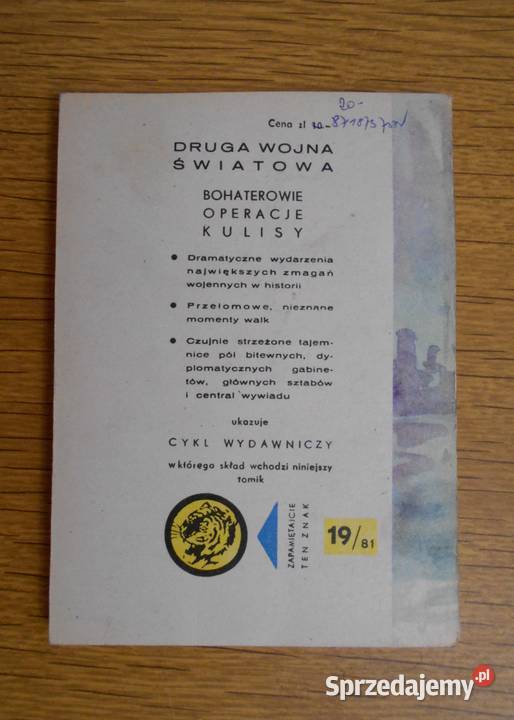 20-
Cena zł
DRUGA WOJNA
ŚWIATOWA
BOHATEROWIE
OPERACJE
KULISY
● Dramatyczne wydarzenia
największych zmagań
wojennych w historii
● Przełomowe, nieznane
momenty walk
● Czujnie strzeżone tajem-
nice pól bitewnych, dy-
plomatycznych gabine-
tów, głównych sztabów
i central wywiadu
ukazuje
CYKL WYDAWNICZY
w którego skład wchodzi niniejszy
tomik
ZAPAMIĘTAJCIE
TEN ZNAK
19/81
Sprzedajemy.pl